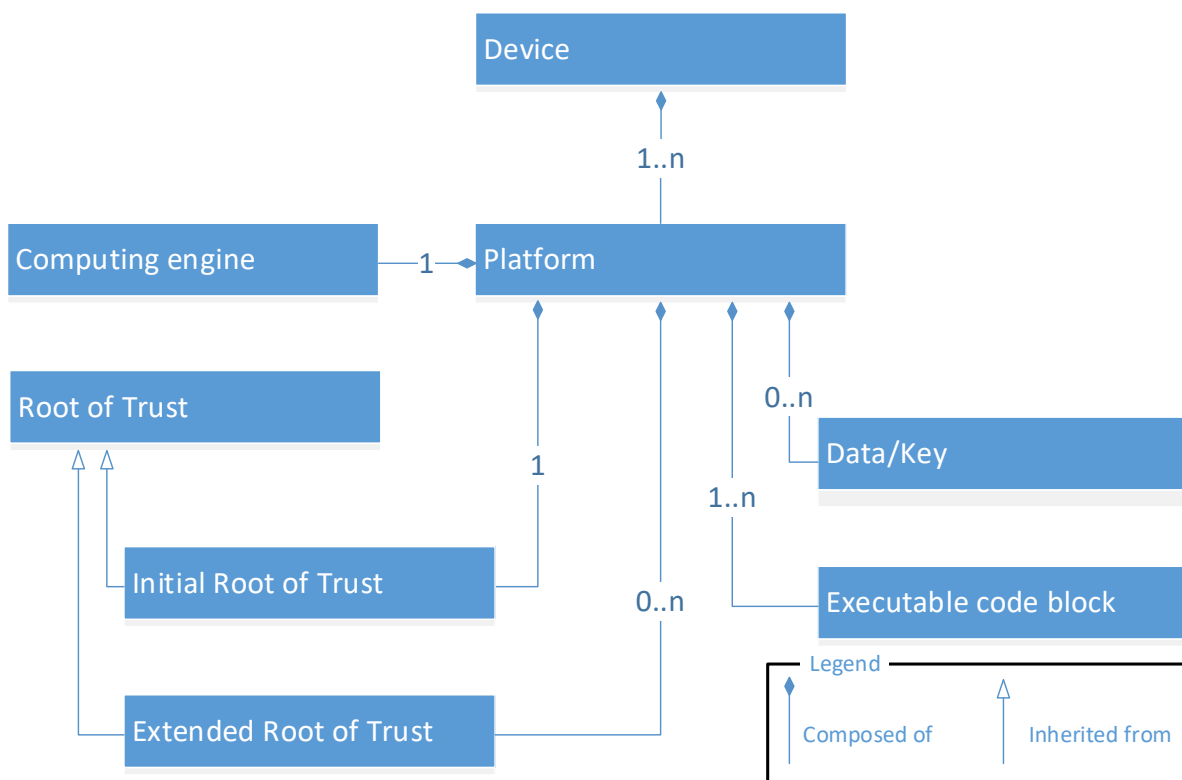 Device
1..n
Computing engine
1
Platform
Root of Trust
0..n
Data/Key
1
1..n
Initial Root of Trust
0..n
Executable code block
Legend
Extended Root of Trust
Composed of
Inherited from